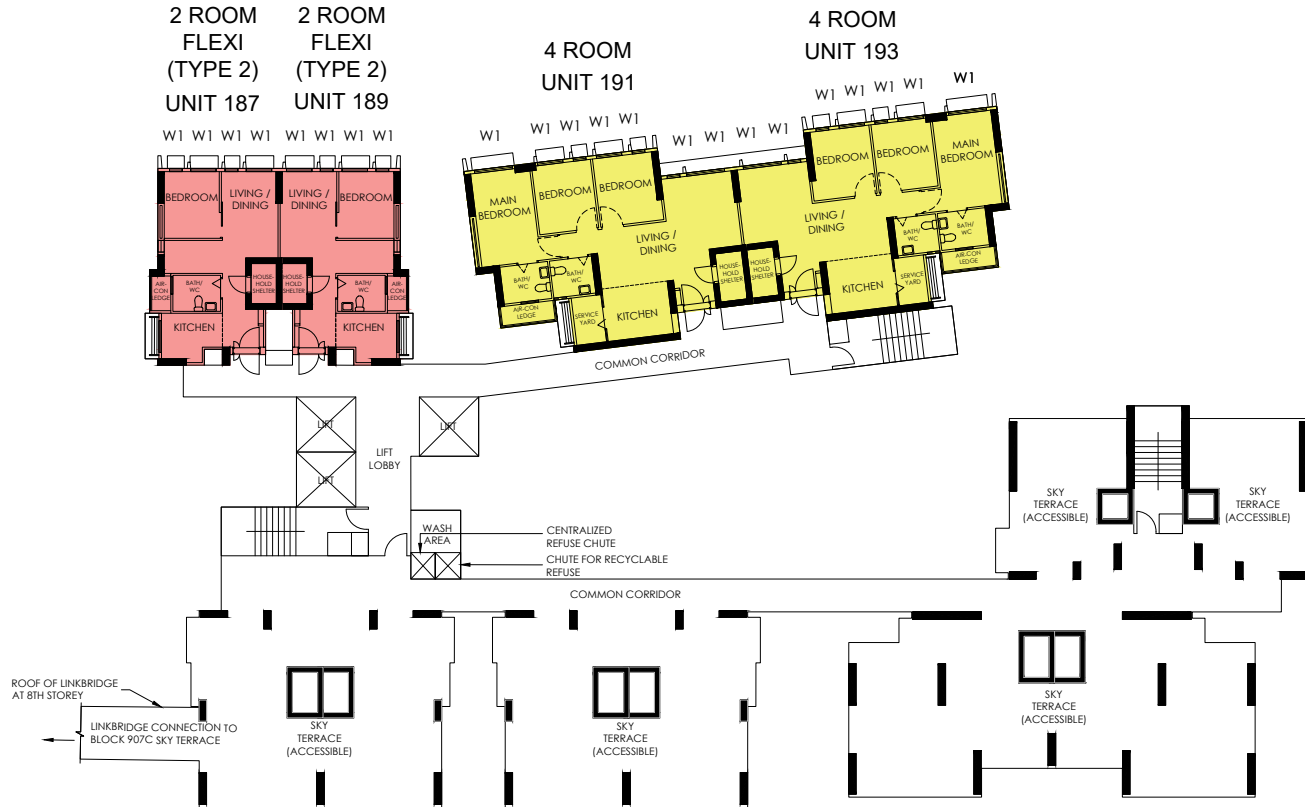 2 ROOM
FLEXI
(TYPE 2)
UNIT 187
2 ROOM
FLEXI
(TYPE 2)
UNIT 189
4 ROOM
UNIT 191
4 ROOM
UNIT 193
W1 W1 W1 W1 W1 W1 W1 W1
W1 W1 W1 W1 W1 W1 W1 W1 W1
W1 W1 W1 W1 W1
BEDROOM
LIVING /
DINING
LIVING /
DINING
BEDROOM
AIR-
CON
LEDGE
BATH/
WC
HOUSE-
HOLD
SHELTER
HOUSE-
HOLD
SHELTER
BATH/
WC
AIR-
CON
LEDGE
KITCHEN
KITCHEN
MAIN
BEDROOM
BEDROOM
BEDROOM
LIVING /
DINING
BATH/
WC
BATH/
WC
AIR-CON
LEDGE
SERVICE
YARD
KITCHEN
HOUSE-
HOLD
SHELTER
HOUSE-
HOLD
SHELTER
BEDROOM
BEDROOM
MAIN
BEDROOM
LIVING /
DINING
BATH/
WC
BATH/
WC
AIR-CON
LEDGE
KITCHEN
SERVICE
YARD
COMMON CORRIDOR
LIFT
LIFT
LIFT
LIFT
LOBBY
WASH
AREA
CENTRALIZED
REFUSE CHUTE
CHUTE FOR RECYCLABLE
REFUSE
COMMON CORRIDOR
SKY
TERRACE
(ACCESSIBLE)
SKY
TERRACE
(ACCESSIBLE)
ROOF OF LINKBRIDGE
AT 8TH STOREY
LINKBRIDGE CONNECTION TO
BLOCK 907C SKY TERRACE
SKY
TERRACE
(ACCESSIBLE)
SKY
TERRACE
(ACCESSIBLE)
SKY
TERRACE
(ACCESSIBLE)